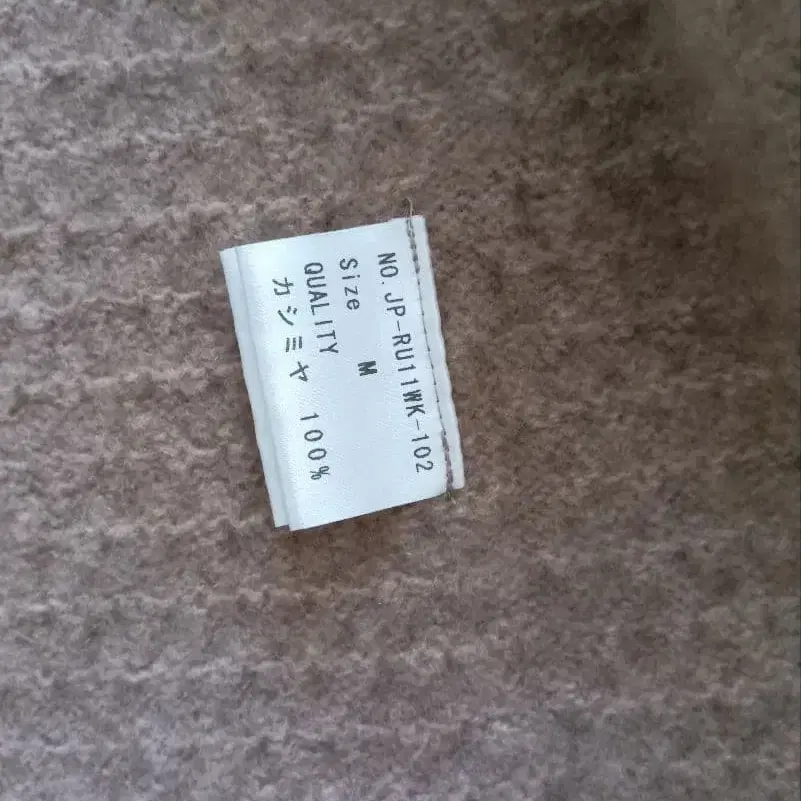 NO. JP-RU11WK-102
Size M
QUALITY
カシミヤ 100%